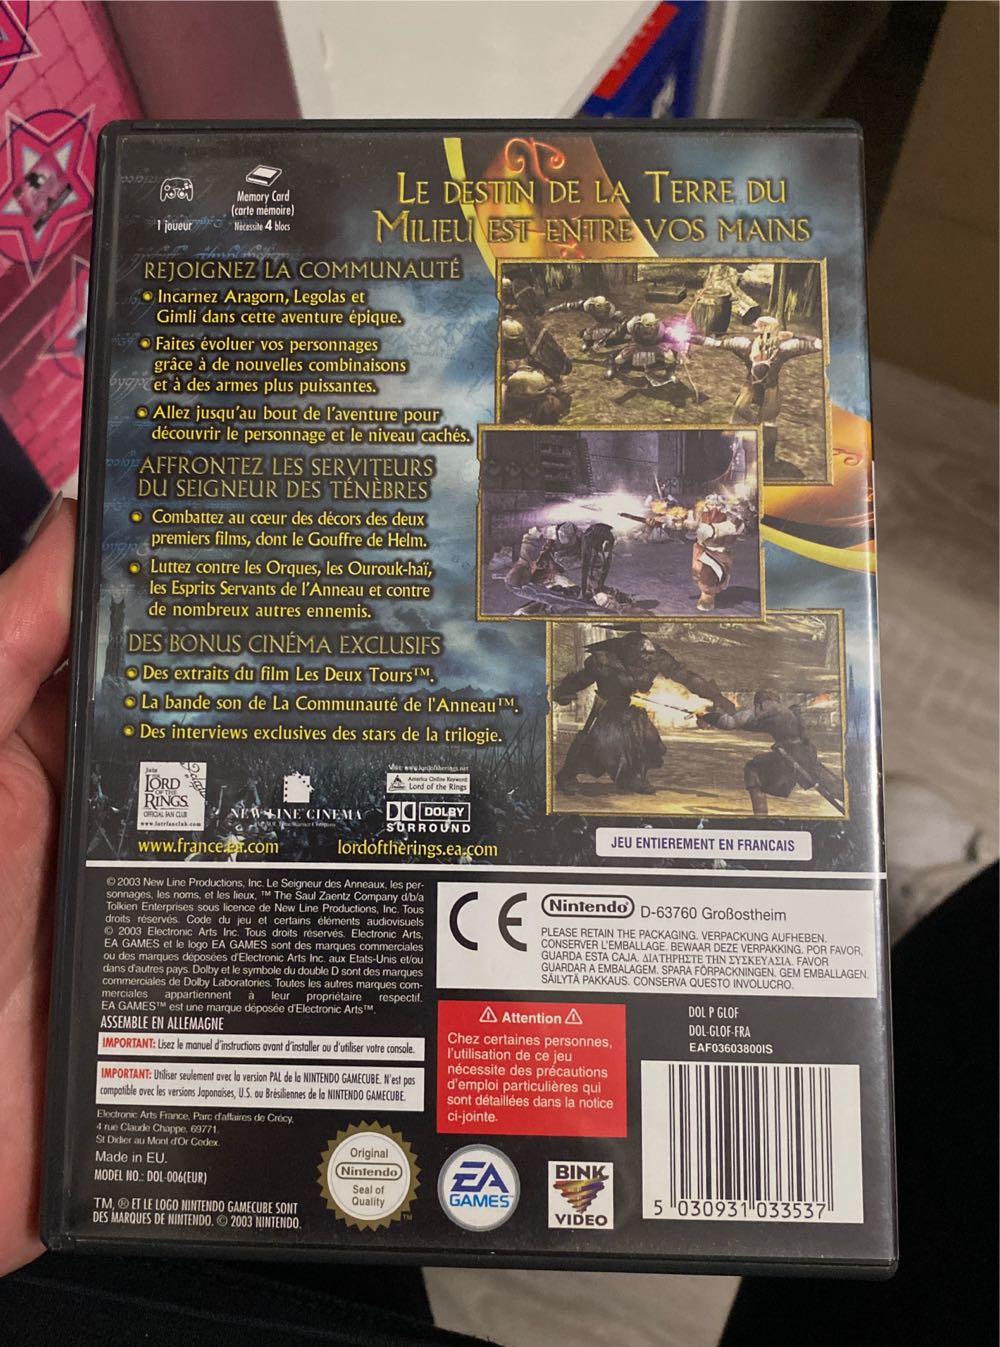 Memory Card
(carte mémoire)
1 joueur
Nécessite 4 blocs
LE DESTIN DE LA TERRE DU
MILIEU EST ENTRE VOS MAINS
REJOIGNEZ LA COMMUNAUTÉ
Incarnez Aragorn, Legolas et
Gimli dans cette aventure épique.
Faites évoluer vos personnages
grâce à de nouvelles combinaisons
et à des armes plus puissantes.
Allez jusqu'au bout de l'aventure pour
découvrir le personnage et le niveau cachés.
AFFRONTEZ LES SERVITEURS
DU SEIGNEUR DES TÉNÈBRES
Combattez au cœur des décors des deux
premiers films, dont le Gouffre de Helm.
Luttez contre les Orques, les Ourouk-haï,
les Esprits Servants de l'Anneau et contre
de nombreux autres ennemis.
DES BONUS CINÉMA EXCLUSIFS
Des extraits du film Les Deux Tours™.
La bande son de La Communauté de l'Anneau™.
Des interviews exclusives des stars de la trilogie.
Join
THE
LORD
OF THE
RINGS
OFFICIAL FAN CLUB
www.lotrfanclub.com
NEW LINE CINEMA
Visit: www.lordoftherings.net
America Online Keyword:
Lord of the Rings
DOLBY
SURROUND
www.france.ea.com
lordoftherings.ea.com
JEU ENTIEREMENT EN FRANCAIS
© 2003 New Line Productions, Inc. Le Seigneur des Anneaux, les per-
sonnages, les noms, et les lieux, ™ The Saul Zaentz Company d/b/a
Tolkien Enterprises sous licence de New Line Productions, Inc. Tous
droits réservés. Code du jeu et certains éléments audiovisuels
© 2003 Electronic Arts Inc. Tous droits réservés. Electronic Arts,
EA GAMES et le logo EA GAMES sont des marques commerciales
ou des marques déposées d'Electronic Arts Inc. aux Etats-Unis et/ou
dans d'autres pays. Dolby et le symbole du double D sont des marques
commerciales de Dolby Laboratories. Toutes les autres marques com-
merciales appartiennent à leur propriétaire respectif.
EA GAMES™ est une marque déposée d'Electronic Arts™.
ASSEMBLE EN ALLEMAGNE
IMPORTANT: Lisez le manuel d'instructions avant d'installer ou d'utiliser votre console.
IMPORTANT: Utiliser seulement avec la version PAL de la NINTENDO GAMECUBE. N'est pas
compatible avec les versions Japonaises, U.S. ou Brésiliennes de la NINTENDO GAMECUBE.
Electronic Arts France, Parc d'affaires de Crécy,
4 rue Claude Chappe, 69771,
St Didier au Mont d'Or Cedex.
Made in EU.
MODEL NO.: DOL-006(EUR)
TM, ® ET LE LOGO NINTENDO GAMECUBE SONT
DES MARQUES DE NINTENDO. © 2003 NINTENDO.
CE
Nintendo D-63760 Großostheim
PLEASE RETAIN THE PACKAGING. VERPACKUNG AUFHEBEN.
CONSERVER L'EMBALLAGE. BEWAAR DEZE VERPAKKING. POR FAVOR,
GUARDA ESTA CAJA. ΔΙΑΤΗΡΗΣΤΕ ΤΗΝ ΣΥΣΚΕΥΑΣΙΑ. FAVOR
GUARDAR A EMBALAGEM. SPARA FÖRPACKNINGEN. GEM EMBALLAGEN.
SÄILYTÄ PAKKAUS. CONSERVA QUESTO INVOLUCRO.
Attention
Chez certaines personnes,
l'utilisation de ce jeu
nécessite des précautions
d'emploi particulières qui
sont détaillées dans la notice
ci-jointe.
DOL P GLOF
DOL-GLOF-FRA
EAF03603800IS
Original
Nintendo
Seal of
Quality
TM
EA
GAMES
BINK
VIDEO
5 030931 033537